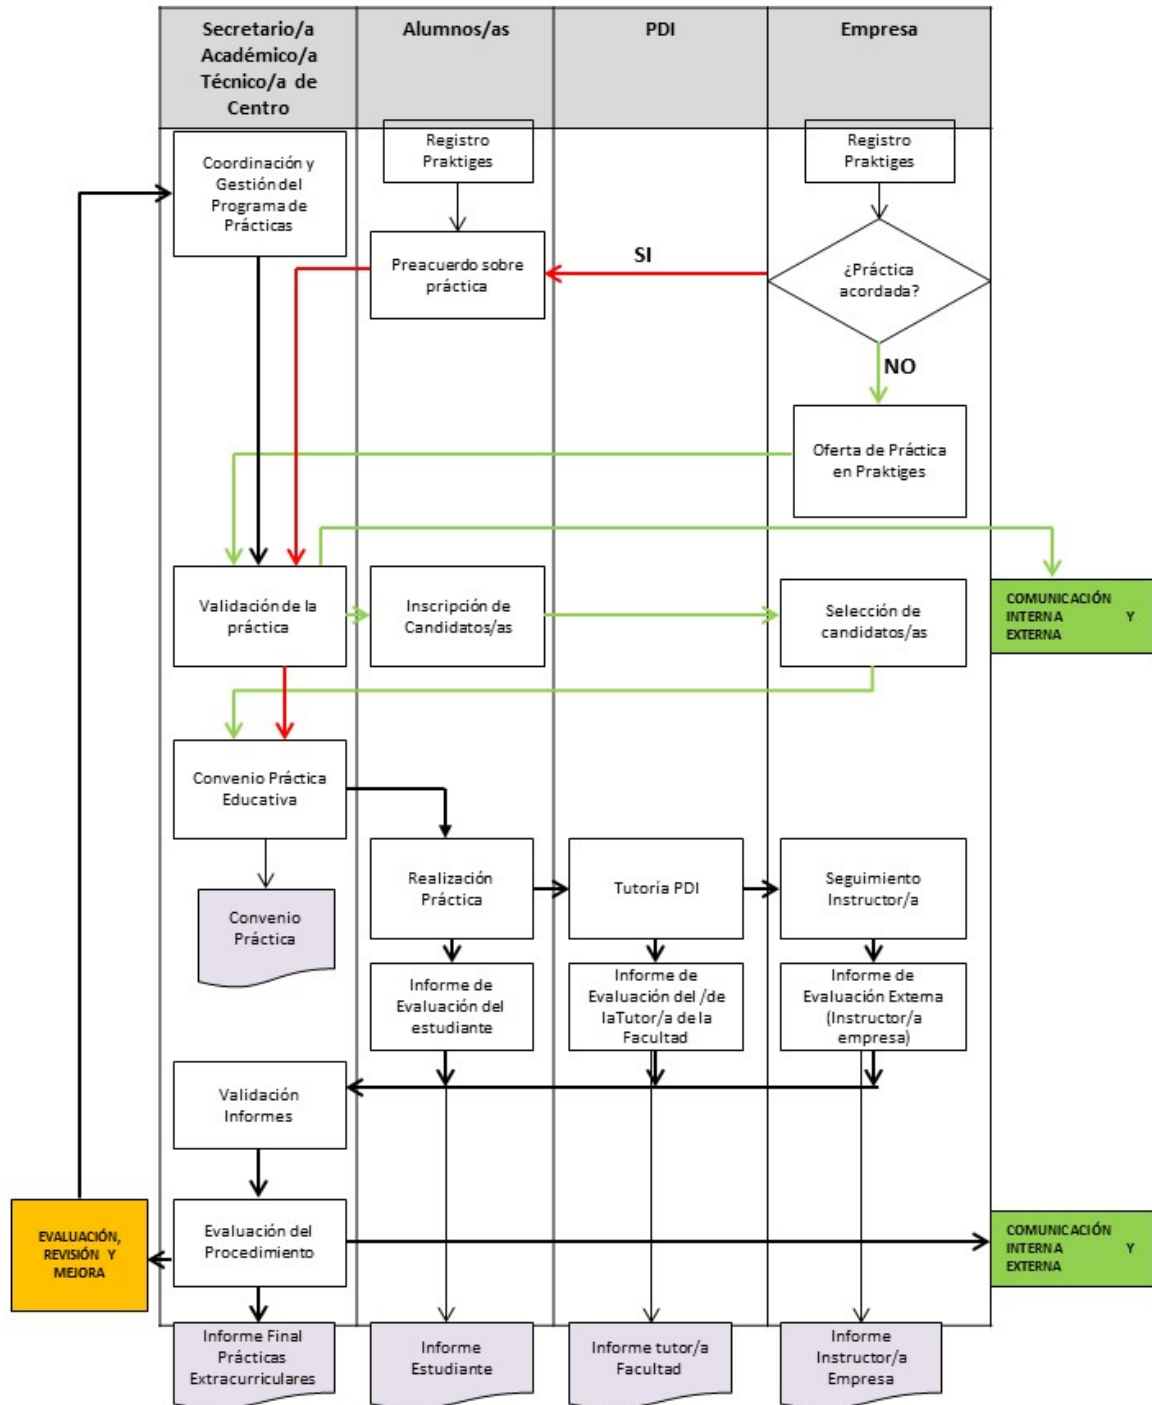 Secretario/a
Académico/a
Técnico/a de
Centro
Alumnos/as
PDI
Empresa
Coordinación y
Gestión del
Programa de
Prácticas
Registro
Praktiges
Registro
Praktiges
Preacuerdo sobre
práctica
SI
¿Práctica
acordada?
NO
Oferta de Práctica
en Praktiges
Validación de la
práctica
Inscripción de
Candidatos/as
Selección de
candidatos/as
COMUNICACIÓN
INTERNA Y
EXTERNA
Convenio Práctica
Educativa
Convenio
Práctica
Realización
Práctica
Tutoría PDI
Seguimiento
Instructor/a
Informe de
Evaluación del
estudiante
Informe de
Evaluación del /de
laTutor/a de la
Facultad
Informe de
Evaluación Externa
(Instructor/a
empresa)
Validación
Informes
EVALUACIÓN,
REVISIÓN Y
MEJORA
Evaluación del
Procedimiento
COMUNICACIÓN
INTERNA Y
EXTERNA
Informe Final
Prácticas
Extracurriculares
Informe
Estudiante
Informe tutor/a
Facultad
Informe
Instructor/a
Empresa